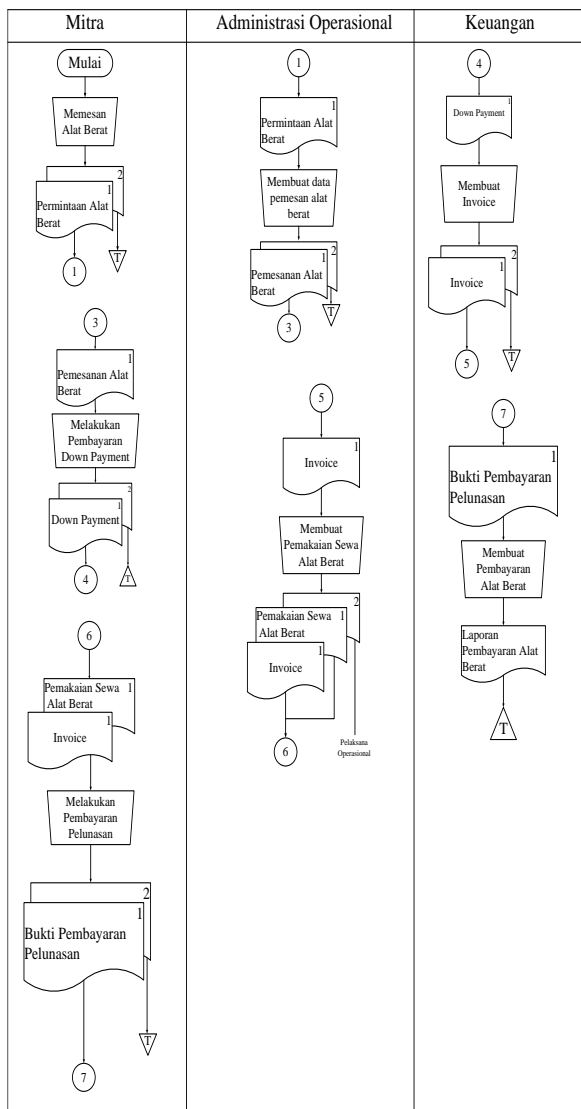 Mitra
Mulai
Memesan
Alat Berat
2
1
Permintaan Alat
Berat
T
1
3
1
Pemesanan Alat
Berat
Melakukan
Pembayaran
Down Payment
2
1
Down Payment
T
4
6
Pemakaian Sewa 1
Alat Berat
1
Invoice
Melakukan
Pembayaran
Pelunasan
2
1
Bukti Pembayaran
Pelunasan
T
7
Administrasi Operasional
1
1
Permintaan Alat
Berat
Membuat data
pemesan alat
berat
2
1
Pemesanan Alat
Berat
T
3
5
1
Invoice
Membuat
Pemakaian Sewa
Alat Berat
2
Pemakaian Sewa 1
Alat Berat
1
Invoice
6
Pelaksana
Operasional
Keuangan
4
1
Down Payment
Membuat
Invoice
2
1
Invoice
5
T
7
1
Bukti Pembayaran
Pelunasan
Membuat
Pembayaran
Alat Berat
Laporan
Pembayaran Alat
Berat
T